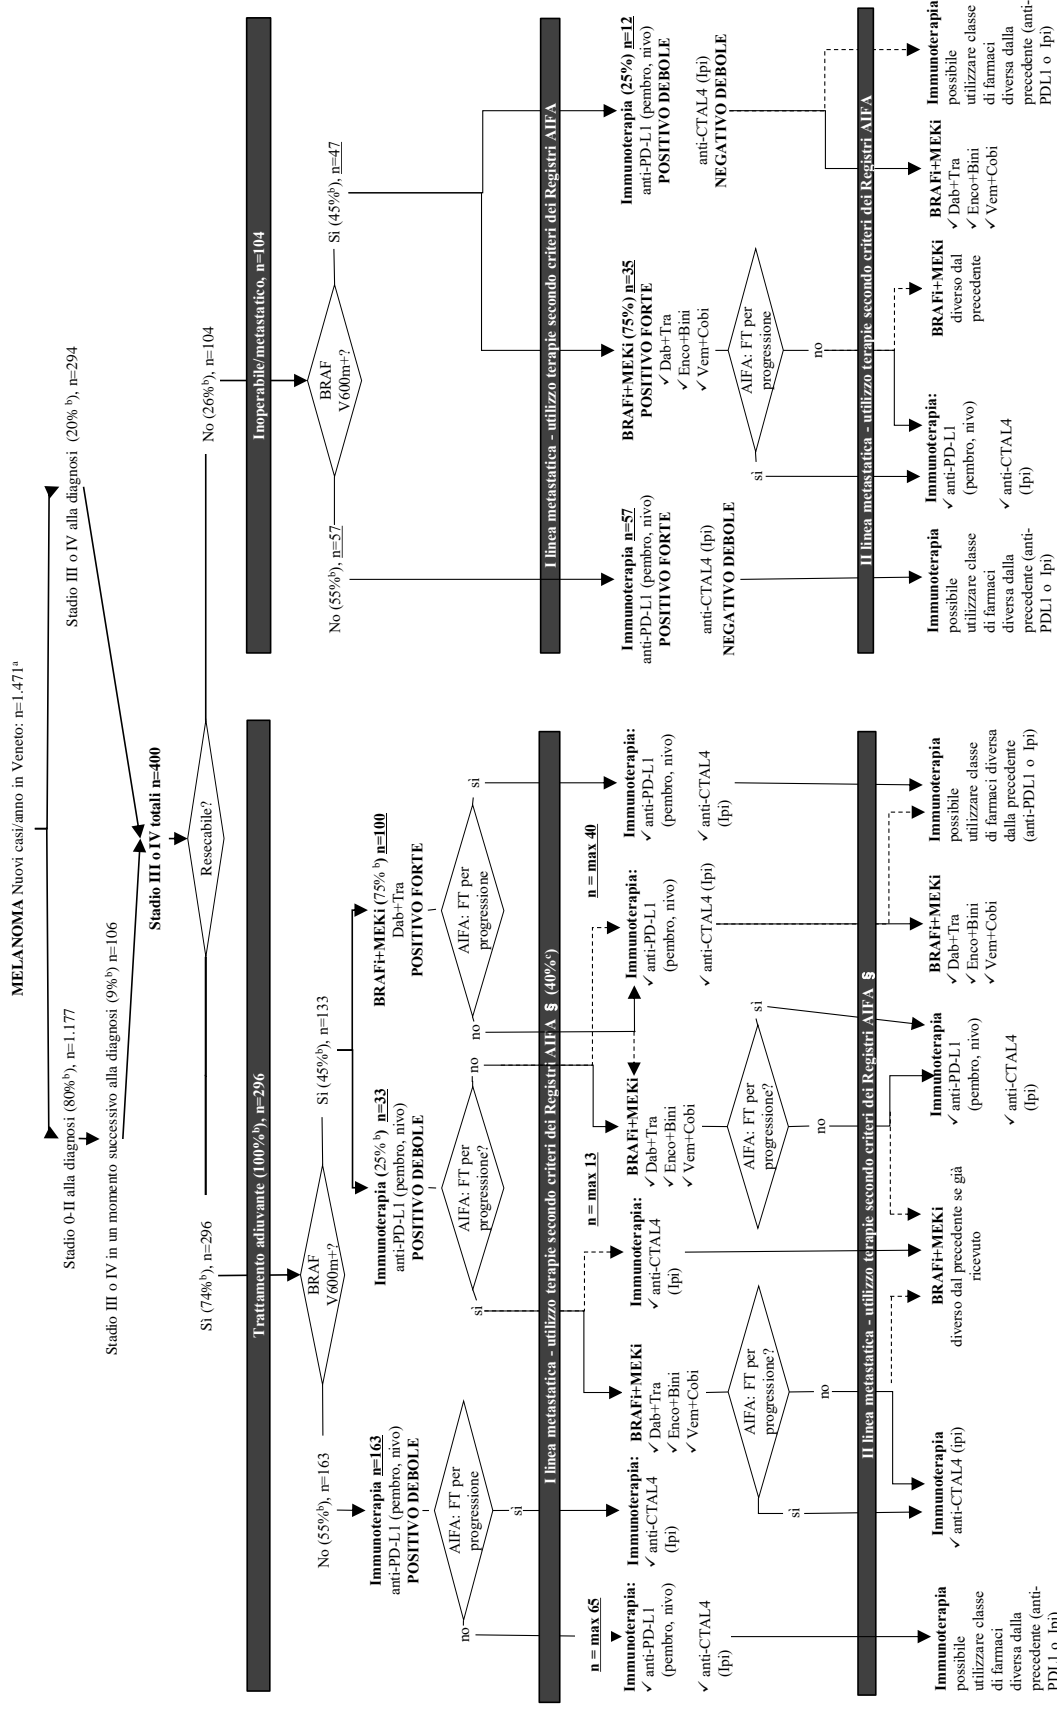 MELANOMA Nuovi casi/anno in Veneto: n=1.471ᵃ
Stadio 0-II alla diagnosi (80%ᵇ), n=1.177
Stadio III o IV alla diagnosi (20% ᵇ), n=294
Stadio III o IV in un momento successivo alla diagnosi (9%ᵇ) n=106
Stadio III o IV totali n=400
Resecabile?
Sì (74%ᵇ), n=296
No (26%ᵇ), n=104
Trattamento adiuvante (100%ᵇ), n=296
Inoperabile/metastatico, n=104
BRAF
V600m+?
No (55%ᵇ), n=163
Sì (45%ᵇ), n=133
BRAF
V600m+?
No (55%ᵇ), n=57
Sì (45%ᵇ), n=47
Immunoterapia n=163
anti-PD-L1 (pembro, nivo)
POSITIVO DEBOLE
Immunoterapia (25%ᵇ) n=33
anti-PD-L1 (pembro, nivo)
POSITIVO DEBOLE
BRAFi+MEKi (75% ᵇ) n=100
Dab+Tra
POSITIVO FORTE
AIFA: FT per
progressione
no
sì
AIFA: FT per
progressione?
sì
no
AIFA: FT per
progressione
no
sì
I linea metastatica - utilizzo terapie secondo criteri dei Registri AIFA § (40%ᶜ)
I linea metastatica - utilizzo terapie secondo criteri dei Registri AIFA
n = max 65
n = max 13
n = max 40
Immunoterapia:
✓ anti-PD-L1
(pembro, nivo)
✓ anti-CTAL4
(Ipi)
Immunoterapia:
✓ anti-CTAL4
(Ipi)
BRAFi+MEKi
✓ Dab+Tra
✓ Enco+Bini
✓ Vem+Cobi
Immunoterapia:
✓ anti-CTAL4
(Ipi)
BRAFi+MEKi
✓ Dab+Tra
✓ Enco+Bini
✓ Vem+Cobi
Immunoterapia:
✓ anti-PD-L1
(pembro, nivo)
✓ anti-CTAL4 (Ipi)
Immunoterapia:
✓ anti-PD-L1
(pembro, nivo)
✓ anti-CTAL4
(Ipi)
Immunoterapia n=57
anti-PD-L1 (pembro, nivo)
POSITIVO FORTE
anti-CTAL4 (Ipi)
NEGATIVO DEBOLE
BRAFi+MEKi (75%) n=35
POSITIVO FORTE
✓ Dab+Tra
✓ Enco+Bini
✓ Vem+Cobi
Immunoterapia (25%) n=12
anti-PD-L1 (pembro, nivo)
POSITIVO DEBOLE
anti-CTAL4 (Ipi)
NEGATIVO DEBOLE
AIFA: FT per
progressione?
sì
no
AIFA: FT per
progressione?
no
sì
AIFA: FT per
progressione
sì
no
II linea metastatica - utilizzo terapie secondo criteri dei Registri AIFA §
II linea metastatica - utilizzo terapie secondo criteri dei Registri AIFA
Immunoterapia
possibile
utilizzare classe
di farmaci
diversa dalla
precedente (anti-
PDL1 o Ipi)
Immunoterapia
✓ anti-CTAL4 (ipi)
BRAFi+MEKi
diverso dal precedente se già
ricevuto
Immunoterapia
✓ anti-PD-L1
(pembro, nivo)
✓ anti-CTAL4
(Ipi)
BRAFi+MEKi
✓ Dab+Tra
✓ Enco+Bini
✓ Vem+Cobi
Immunoterapia
possibile
utilizzare classe
di farmaci diversa
dalla precedente
(anti-PDL1 o Ipi)
Immunoterapia
possibile
utilizzare classe
di farmaci
diversa dalla
precedente (anti-
PDL1 o Ipi)
Immunoterapia:
✓ anti-PD-L1
(pembro, nivo)
✓ anti-CTAL4
(Ipi)
BRAFi+MEKi
diverso dal
precedente
BRAFi+MEKi
✓ Dab+Tra
✓ Enco+Bini
✓ Vem+Cobi
Immunoterapia
possibile
utilizzare classe
di farmaci
diversa dalla
precedente (anti-
PDL1 o Ipi)